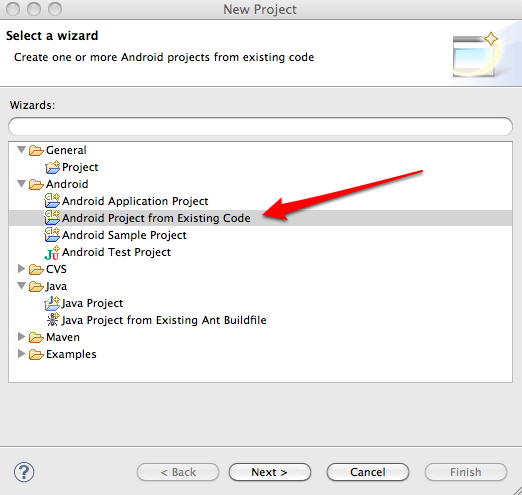 New Project
Select a wizard
Create one or more Android projects from existing code
Wizards:
General
Project
Android
Android Application Project
Android Project from Existing Code
Android Sample Project
Ju Android Test Project
CVS
Java
Java Project
Java Project from Existing Ant Buildfile
Maven
Examples
? < Back Next > Cancel Finish